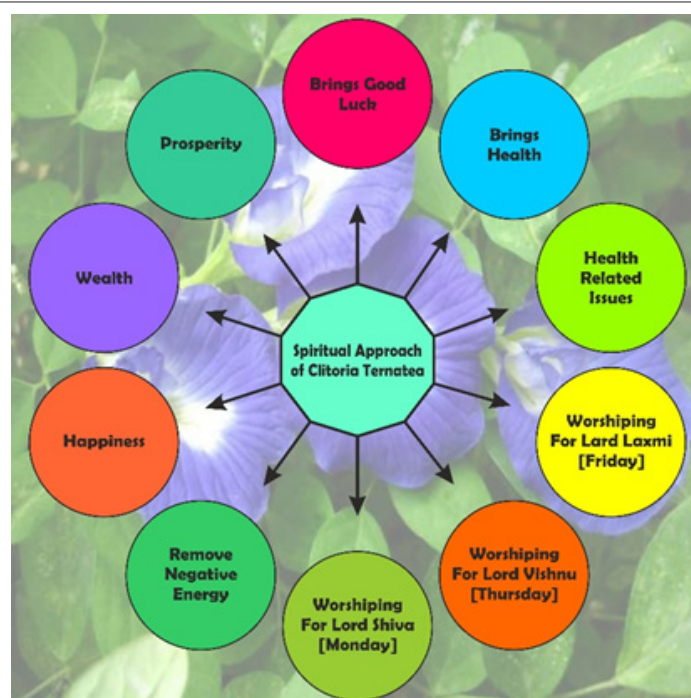 Brings Good
Luck
Brings
Health
Health
Related
Issues
Worshiping
For Lard Laxmi
[Friday]
Worshiping
For Lord Vishnu
[Thursday]
Worshiping
For Lord Shiva
[Monday]
Remove
Negative
Energy
Happiness
Wealth
Prosperity
Spiritual Approach
of Clitoria Ternatea